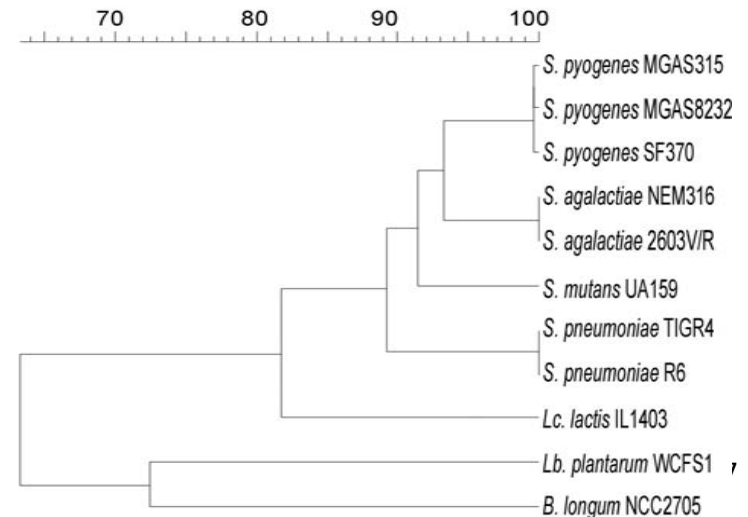 70 80 90 100
S. pyogenes MGAS315
S. pyogenes MGAS8232
S. pyogenes SF370
S. agalactiae NEM316
S. agalactiae 2603V/R
S. mutans UA159
S. pneumoniae TIGR4
S. pneumoniae R6
Lc. lactis IL1403
Lb. plantarum WCFS1
B. longum NCC2705